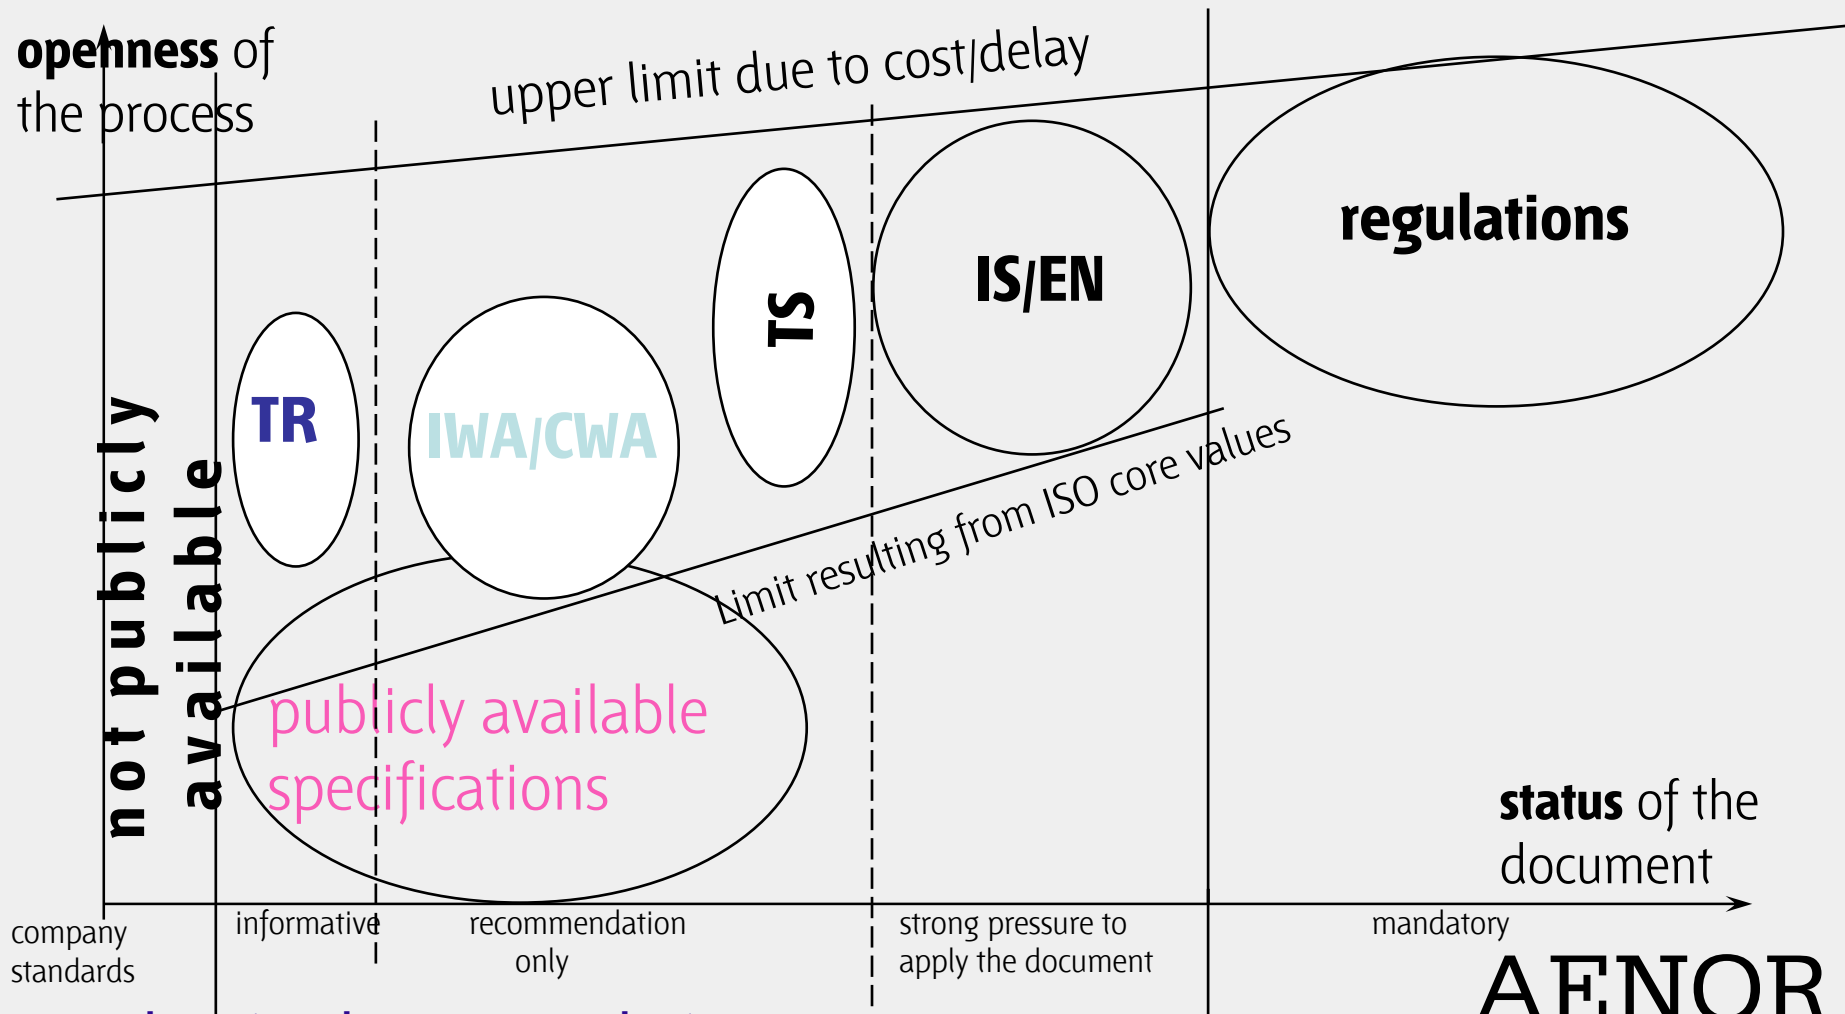 openness of
the process
upper limit due to cost/delay
regulations
IS/EN
TS
TR
IWA/CWA
not publicly
available
Limit resulting from ISO core values
publicly available
specifications
status of the
document
company
standards
informative
recommendation
only
strong pressure to
apply the document
mandatory
AENOR